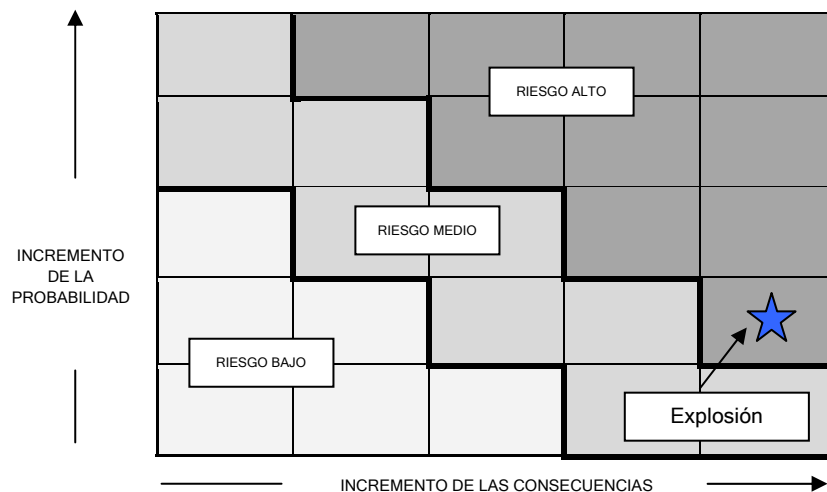 RIESGO ALTO
RIESGO MEDIO
INCREMENTO
DE LA
PROBABILIDAD
RIESGO BAJO
Explosión
INCREMENTO DE LAS CONSECUENCIAS